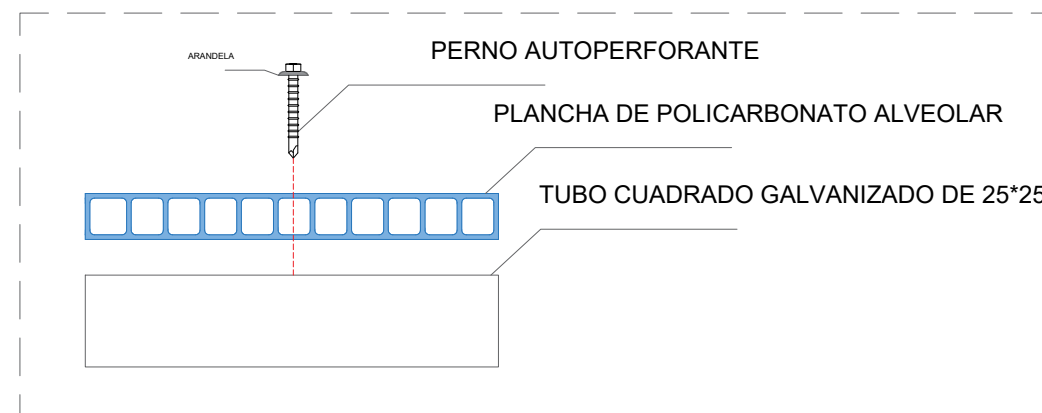 ARANDELA
PERNO AUTOPERFORANTE
PLANCHA DE POLICARBONATO ALVEOLAR
TUBO CUADRADO GALVANIZADO DE 25*25